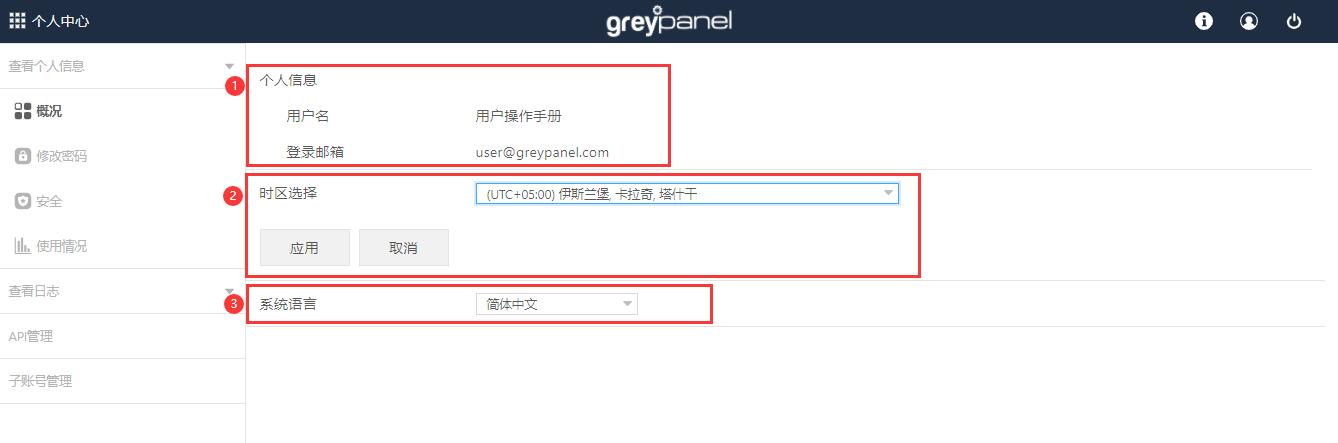 个人中心
greypanel
查看个人信息
概况
修改密码
安全
使用情况
查看日志
API管理
子账号管理
1
个人信息
用户名 用户操作手册
登录邮箱 user@greypanel.com
2
时区选择 (UTC+05:00) 伊斯兰堡, 卡拉奇, 塔什干
应用 取消
3
系统语言 简体中文